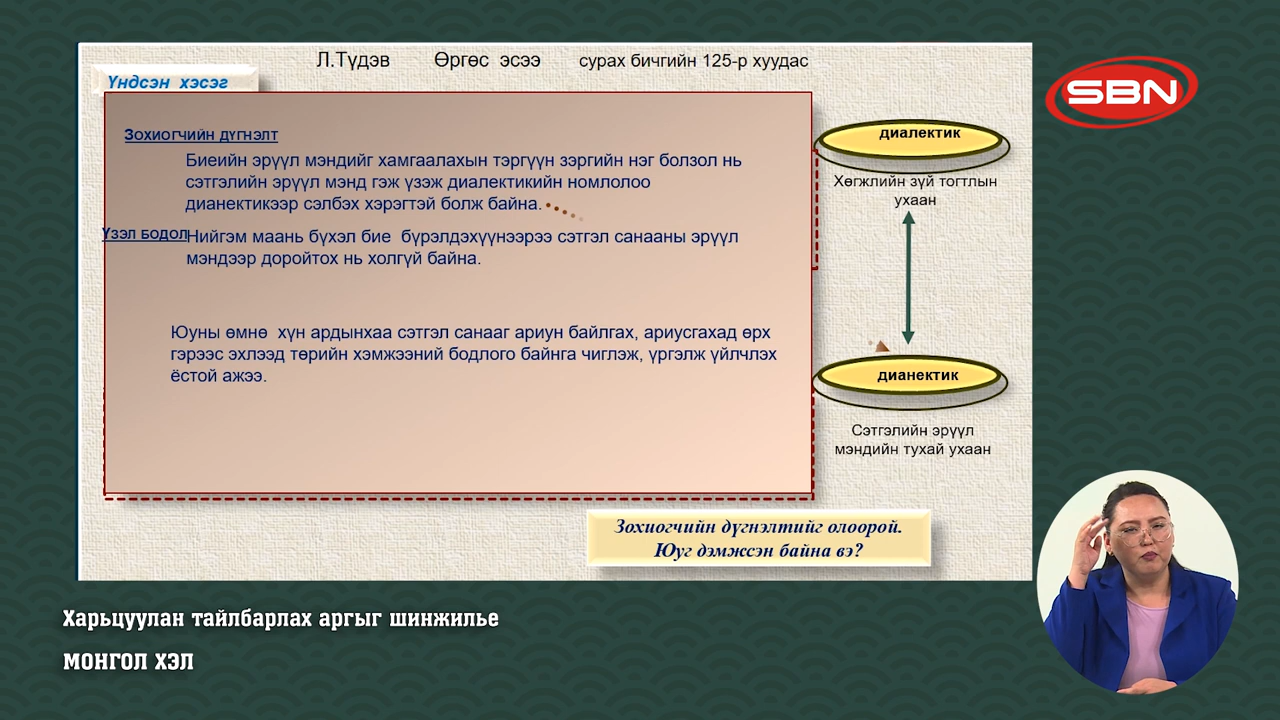 Л.Түдэв Өргөс эсээ сурах бичгийн 125-р хуудас
Үндсэн хэсэг
Зохиогчийн дүгнэлт
Биеийн эрүүл мэндийг хамгаалахын тэргүүн зэргийн нэг болзол нь
сэтгэлийн эрүүл мэнд гэж үзэж диалектикийн номлолоо
дианектикээр сэлбэх хэрэгтэй болж байна.
Үзэл бодол
Нийгэм маань бүхэл бие бүрэлдэхүүнээрээ сэтгэл санааны эрүүл
мэндээр доройтох нь холгүй байна.
Юуны өмнө хүн ардынхаа сэтгэл санааг ариун байлгах, ариусгахад өрх
гэрээс эхлээд төрийн хэмжээний бодлого байнга чиглэж, үргэлж үйлчлэх
ёстой ажээ.
диалектик
Хөгжлийн зүй тогтлын
ухаан
дианектик
Сэтгэлийн эрүүл
мэндийн тухай ухаан
Зохиогчийн дүгнэлтийг олоорой.
Юуг дэмжсэн байна вэ?
SBN
Харьцуулан тайлбарлах аргыг шинжилье
МОНГОЛ ХЭЛ